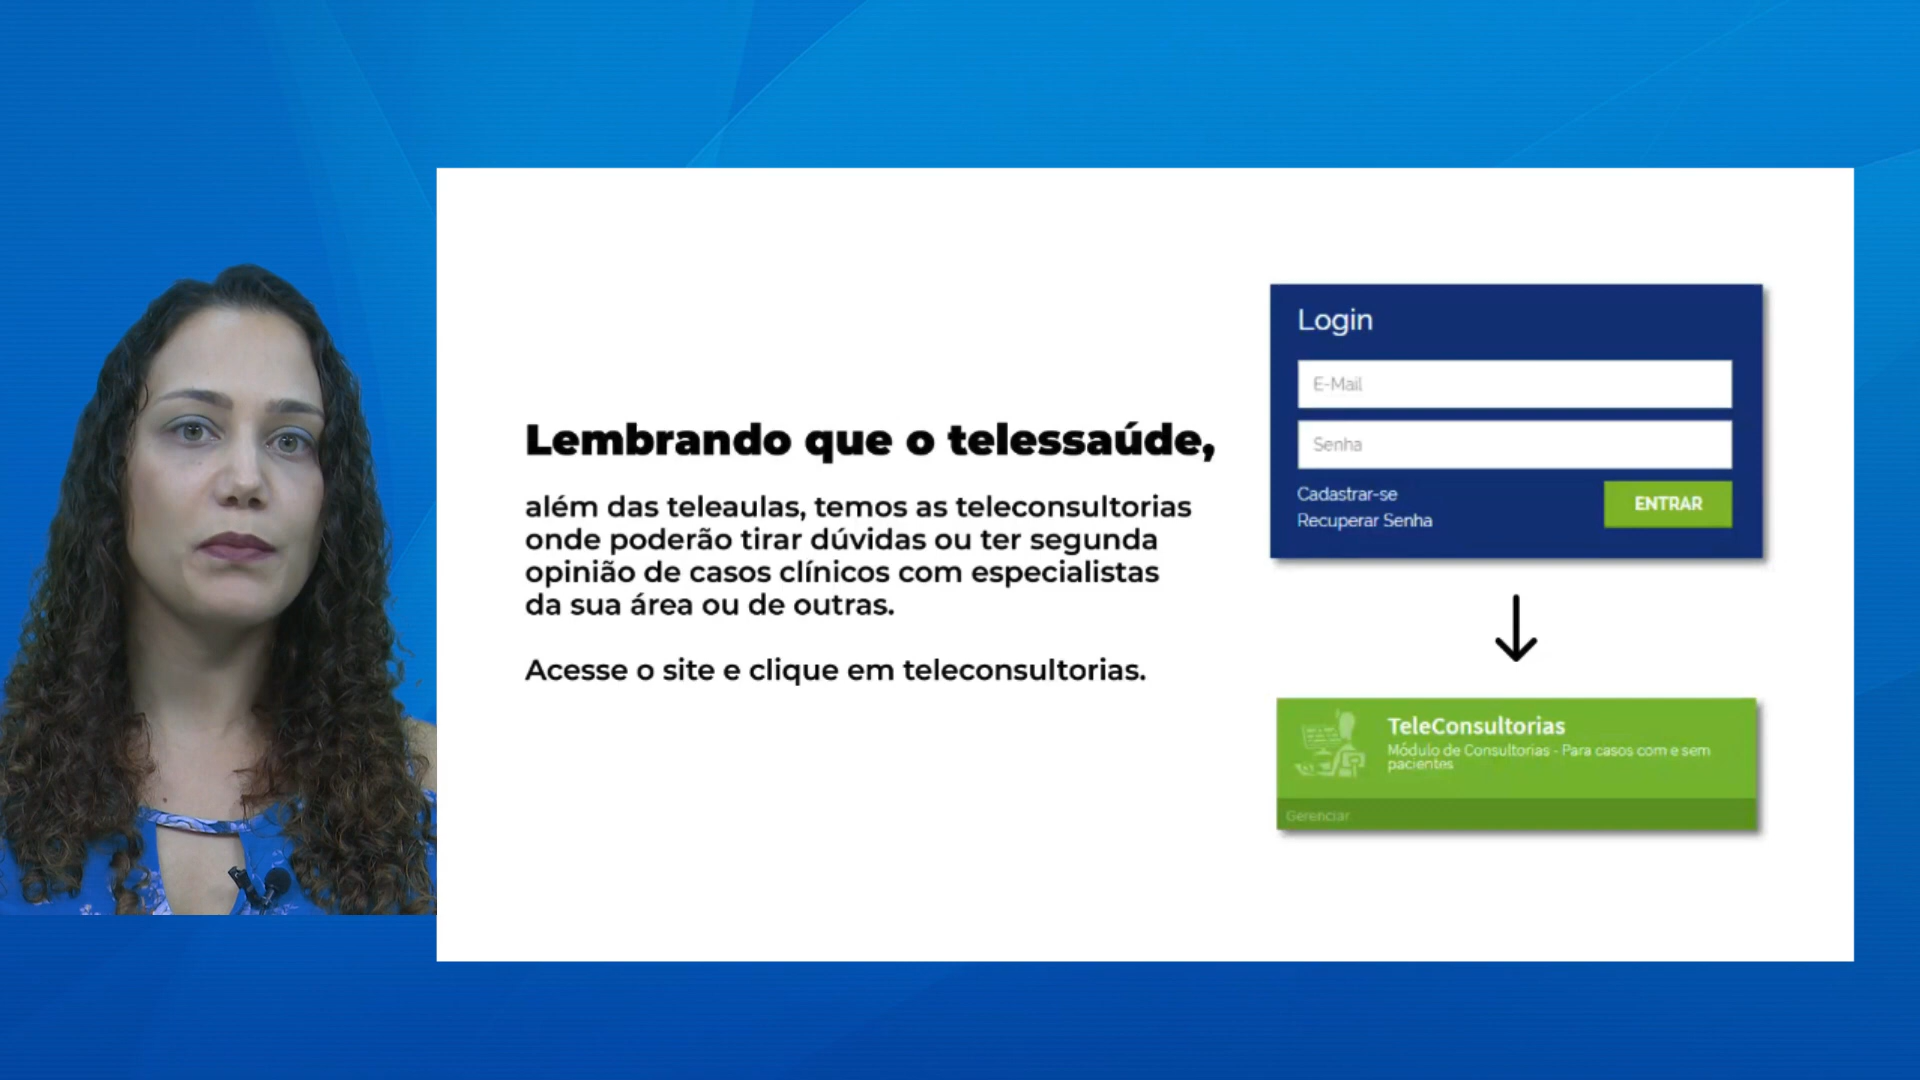 Lembrando que o telessaúde,
além das teleaulas, temos as teleconsultorias
onde poderão tirar dúvidas ou ter segunda
opinião de casos clínicos com especialistas
da sua área ou de outras.
Acesse o site e clique em teleconsultorias.
Login
E-Mail
Senha
Cadastrar-se
Recuperar Senha
ENTRAR
TeleConsultorias
Módulo de Consultorias - Para casos com e sem
pacientes
Gerenciar